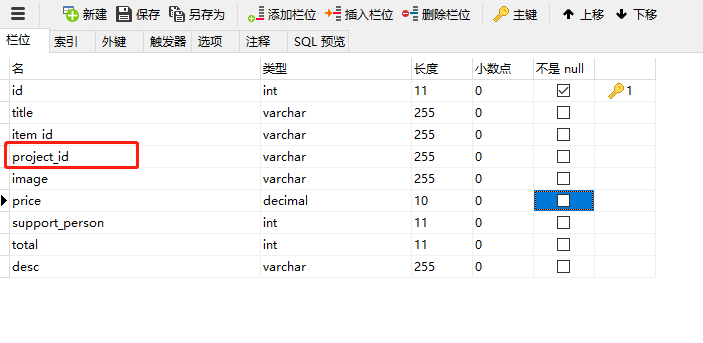 新建 保存 另存为 添加栏位 插入栏位 删除栏位 主键 上移 下移
栏位 索引 外键 触发器 选项 注释 SQL 预览
名 类型 长度 小数点 不是 null
id int 11 0 1
title varchar 255 0
item_id varchar 255 0
project_id varchar 255 0
image varchar 255 0
price decimal 10 0
support_person int 11 0
total int 11 0
desc varchar 255 0